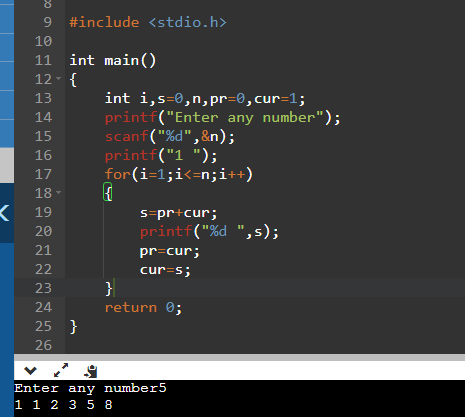 8
9 #include <stdio.h>
10
11 int main()
12 {
13 int i,s=0,n,pr=0,cur=1;
14 printf("Enter any number");
15 scanf("%d",&n);
16 printf("1 ");
17 for(i=1;i<=n;i++)
18 {
19 s=pr+cur;
20 printf("%d ",s);
21 pr=cur;
22 cur=s;
23 }
24 return 0;
25 }
26
Enter any number5
1 1 2 3 5 8